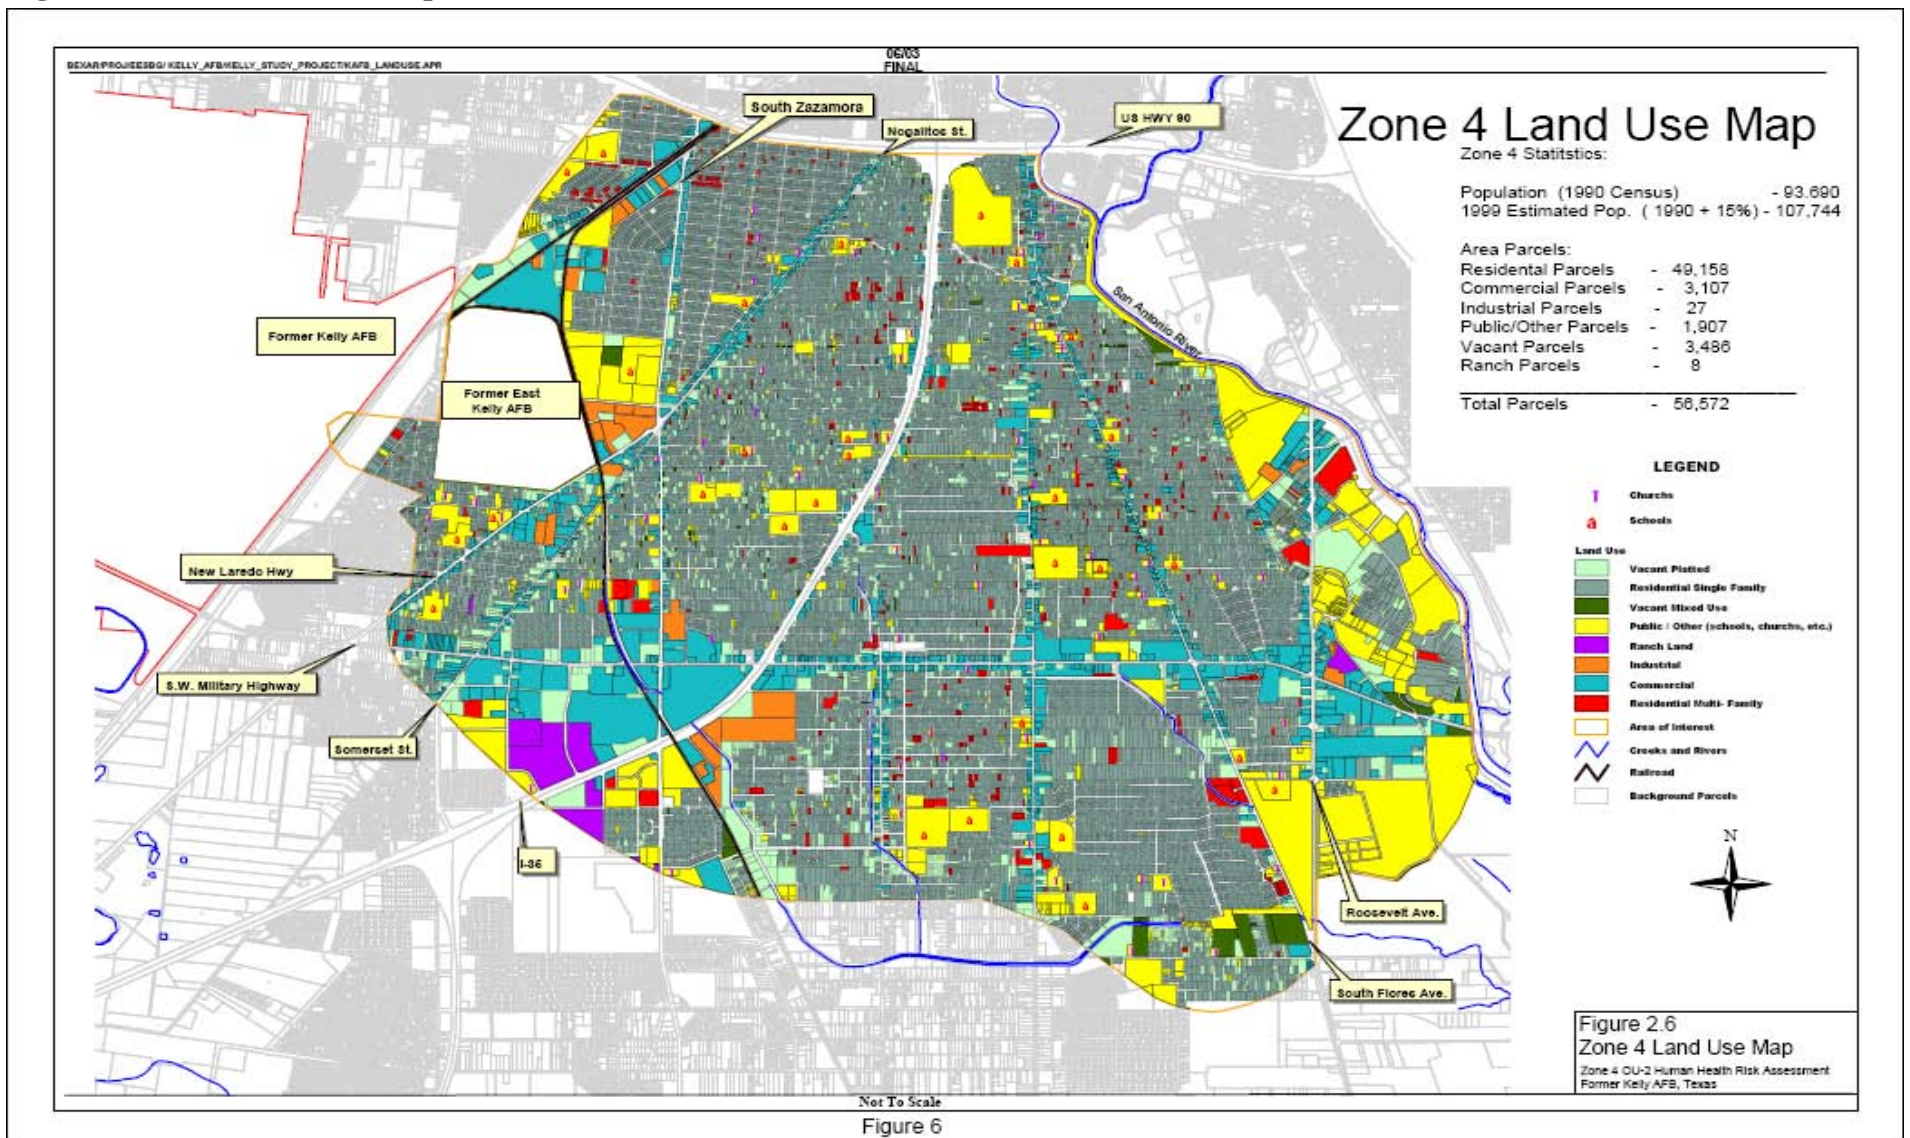 06/03
FINAL
BEXAR/PROJ/EESBG/ KELLY_AFB/KELLY_STUDY_PROJECT/KAFB_LANDUSE.APR
Zone 4 Land Use Map
Zone 4 Statitstics:
Population (1990 Census) - 93.690
1999 Estimated Pop. ( 1990 + 15%) - 107,744
Area Parcels:
Residental Parcels - 49,158
Commercial Parcels - 3,107
Industrial Parcels - 27
Public/Other Parcels - 1,907
Vacant Parcels - 3,486
Ranch Parcels - 8
Total Parcels - 56,572
South Zazamora
Nogalitos St.
US HWY 90
San Antonio River
Former Kelly AFB
Former East
Kelly AFB
New Laredo Hwy
S.W. Military Highway
Somerset St.
I-35
Roosevelt Ave.
South Flores Ave.
LEGEND
Churchs
Schools
Land Use
Vacant Platted
Residential Single Family
Vacant Mixed Use
Public / Other (schools, churchs, etc.)
Ranch Land
Industrial
Commercial
Residential Multi- Family
Area of Interest
Creeks and Rivers
Railroad
Background Parcels
N
Figure 2.6
Zone 4 Land Use Map
Zone 4 OU-2 Human Health Risk Assessment
Former Kelly AFB, Texas
Not To Scale
Figure 6